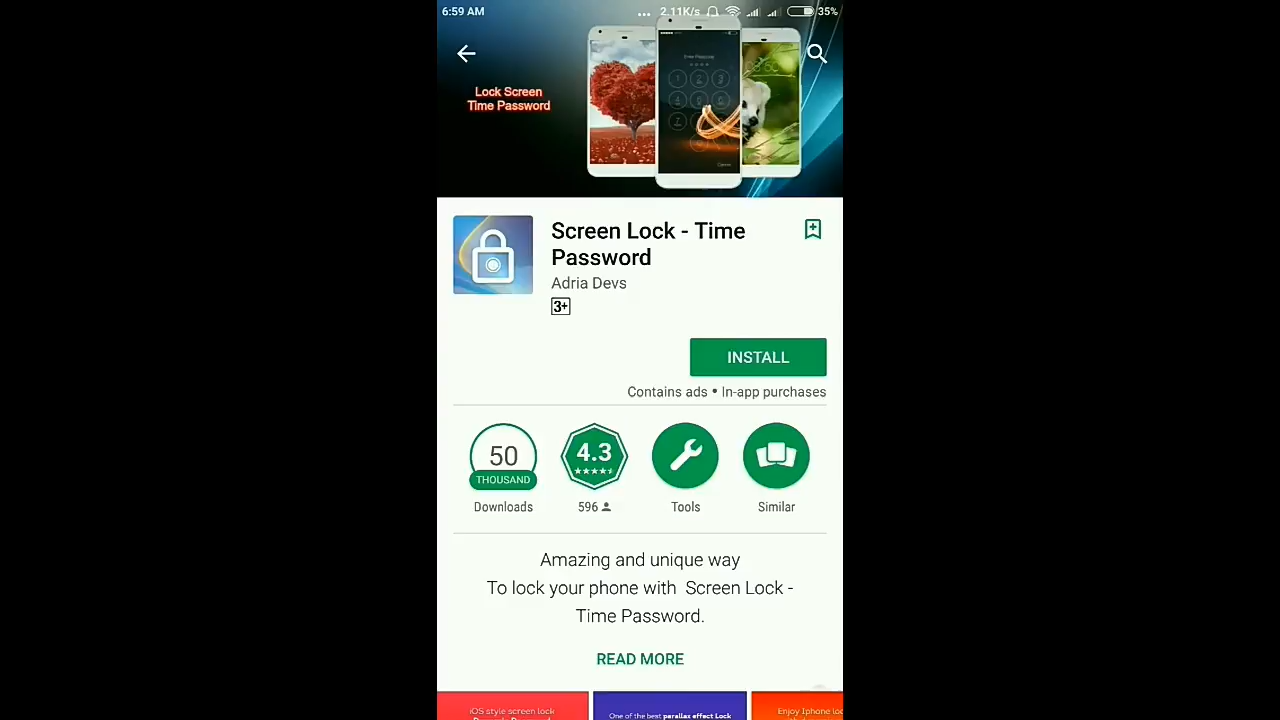 6:59 AM
... 2.11K/s 35%
Lock Screen
Time Password
Screen Lock - Time
Password
Adria Devs
3+
INSTALL
Contains ads • In-app purchases
50
THOUSAND
4.3
Downloads
596
Tools
Similar
Amazing and unique way
To lock your phone with Screen Lock -
Time Password.
READ MORE
iOS style screen lock
One of the best parallax effect Lock
Enjoy Iphone loc